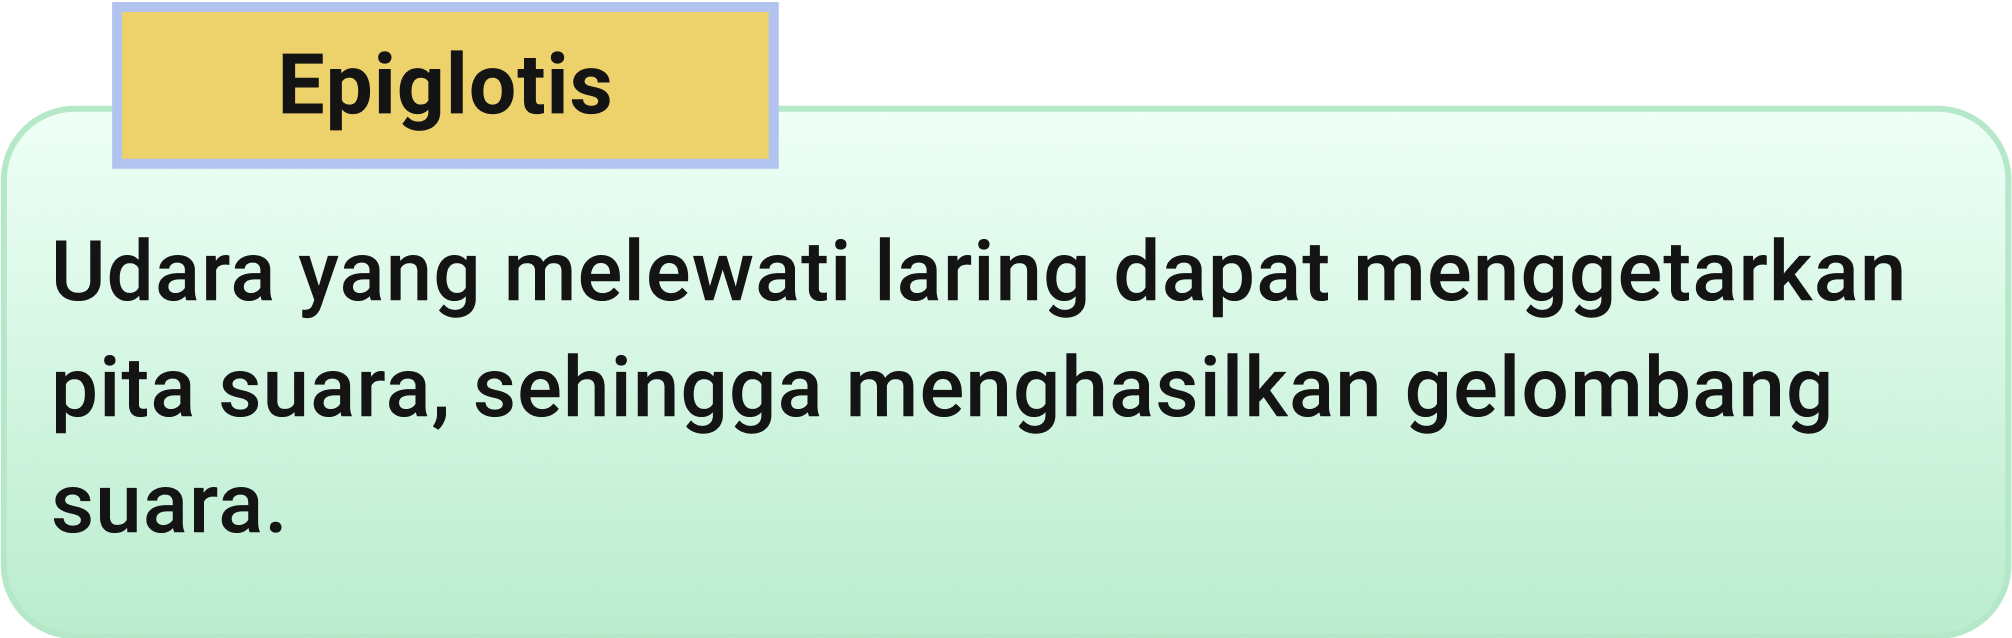 Epiglotis
Udara yang melewati laring dapat menggetarkan
pita suara, sehingga menghasilkan gelombang
suara.